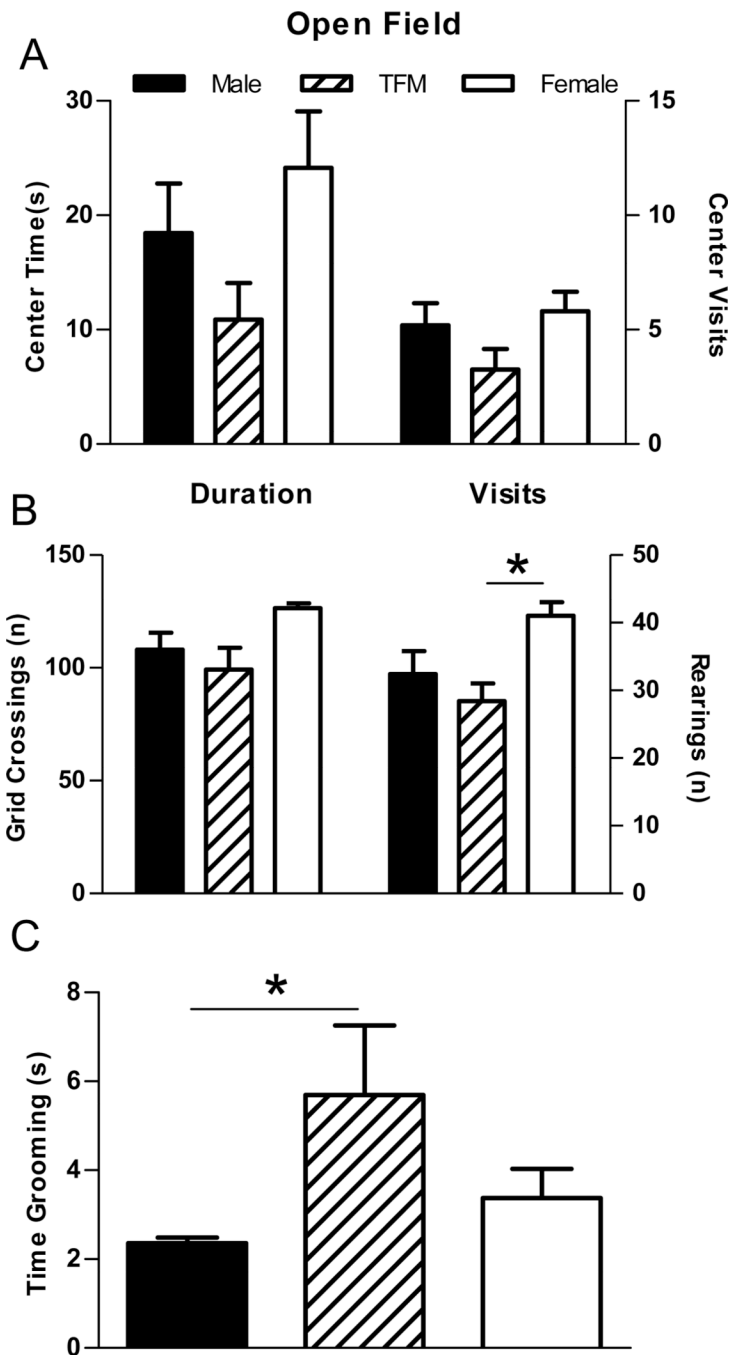 Open Field
A
Male TFM Female
30
20
10
0
Center Time(s)
15
10
5
0
Center Visits
Duration Visits
B
150
100
50
0
Grid Crossings (n)
*
50
40
30
20
10
0
Rearings (n)
C
8
6
4
2
0
Time Grooming (s)
*